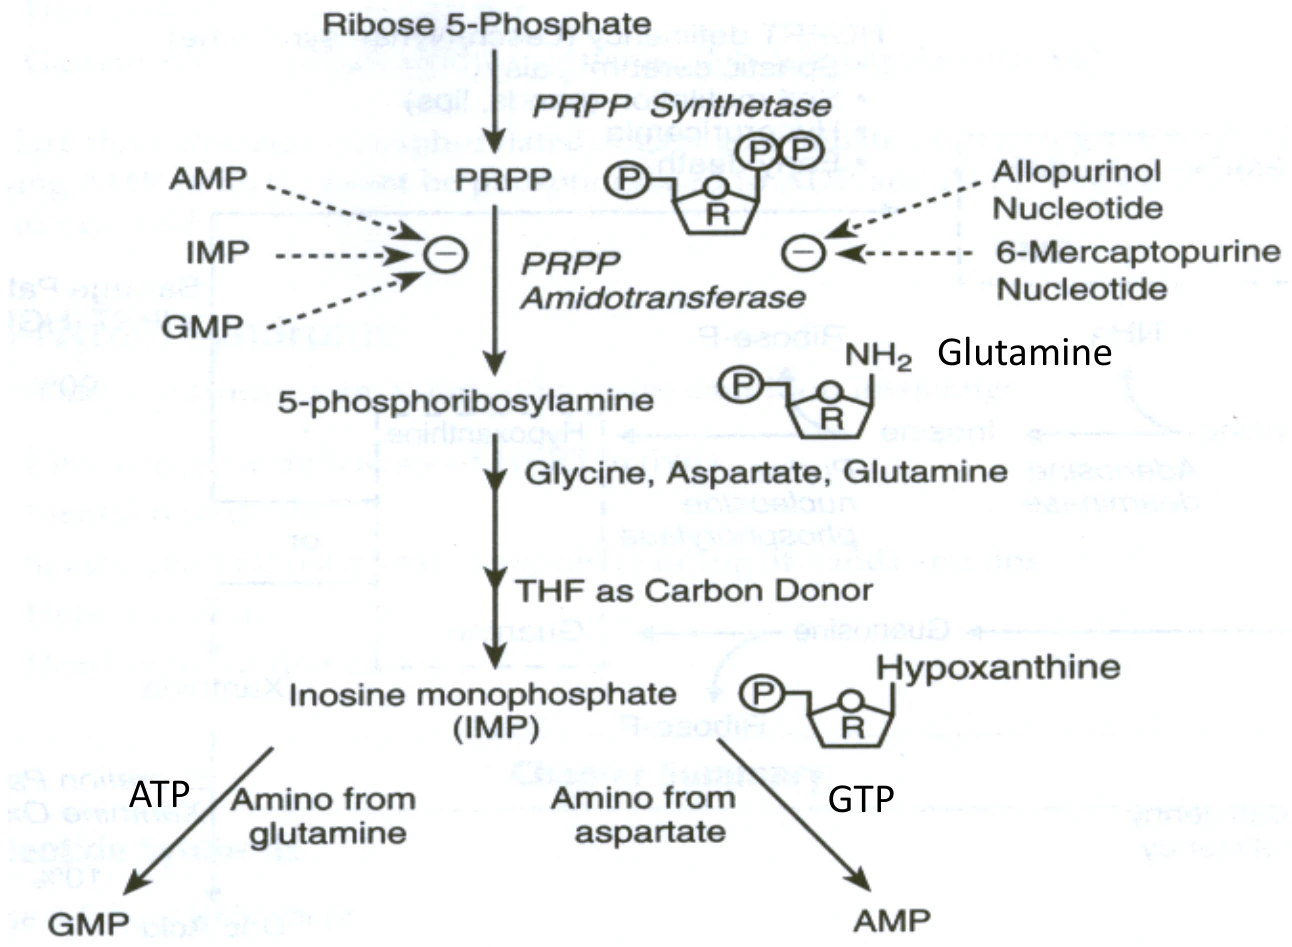 Ribose 5-Phosphate
PRPP Synthetase
P P
AMP
PRPP
P
R
Allopurinol
Nucleotide
IMP
−
PRPP
Amidotransferase
−
6-Mercaptopurine
Nucleotide
GMP
NH2 Glutamine
5-phosphoribosylamine
P
R
Glycine, Aspartate, Glutamine
THF as Carbon Donor
Hypoxanthine
Inosine monophosphate
(IMP)
P
R
ATP
Amino from
glutamine
Amino from
aspartate
GTP
GMP
AMP